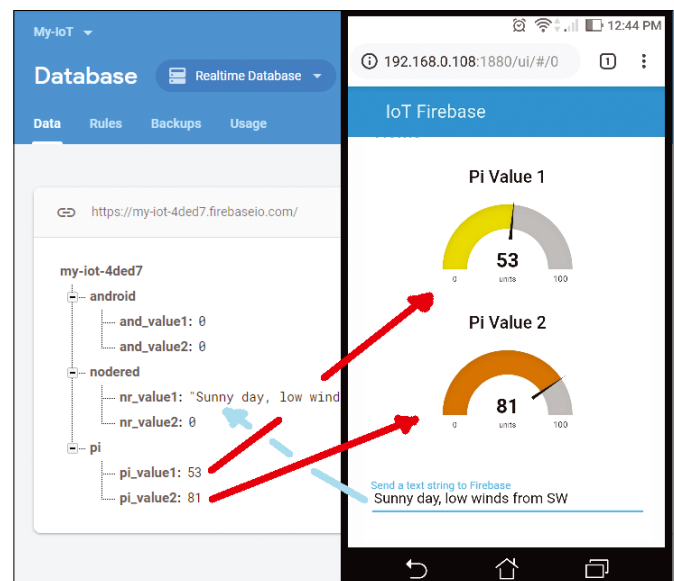 My-IoT
Database
Realtime Database
Data Rules Backups Usage
https://my-iot-4ded7.firebaseio.com/
my-iot-4ded7
android
and_value1: 0
and_value2: 0
nodered
nr_value1: "Sunny day, low wind
nr_value2: 0
pi
pi_value1: 53
pi_value2: 81
12:44 PM
192.168.0.108:1880/ui/#/0
1
IoT Firebase
Pi Value 1
53
0 units 100
Pi Value 2
81
0 units 100
Send a text string to Firebase
Sunny day, low winds from SW